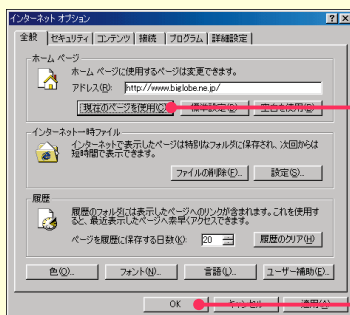 インターネット オプション
全般 セキュリティ コンテンツ 接続 プログラム 詳細設定
ホーム ページ
ホーム ページに使用するページは変更できます。
アドレス(R): http://www.biglobe.ne.jp/
現在のページを使用(C) 標準設定(D) 空白を使用(B)
インターネット一時ファイル
インターネットで表示したページは特別なフォルダに保存され、次回からは
短時間で表示できます。
ファイルの削除(F)... 設定(S)...
履歴
履歴のフォルダには表示したページへのリンクが含まれます。これを使用す
ると、最近表示したページへ素早くアクセスできます。
ページを履歴に保存する日数(K): 20 履歴のクリア(H)
色(O)... フォント(N)... 言語(L)... ユーザー補助(E)...
OK キャンセル 適用(A)